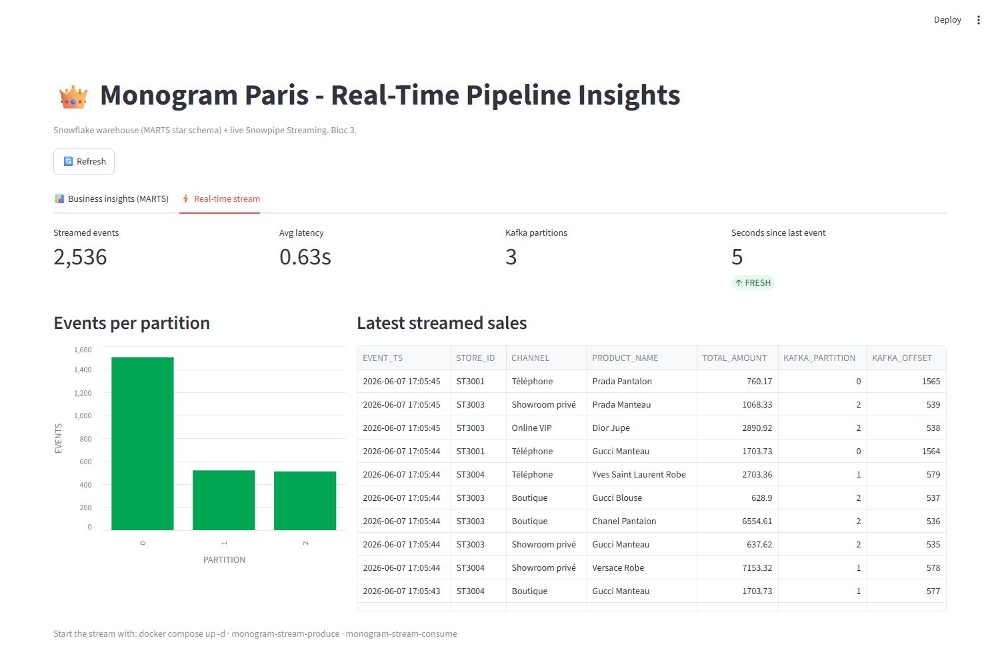 Deploy
Monogram Paris - Real-Time Pipeline Insights
Snowflake warehouse (MARTS star schema) + live Snowpipe Streaming. Bloc 3.
Refresh
Business insights (MARTS) Real-time stream
Streamed events Avg latency Kafka partitions Seconds since last event
2,536 0.63s 3 5
↑ FRESH
Events per partition
1,600
1,400
1,200
1,000
800
600
400
200
0
EVENTS
0 1 2
PARTITION
Latest streamed sales
EVENT_TS STORE_ID CHANNEL PRODUCT_NAME TOTAL_AMOUNT KAFKA_PARTITION KAFKA_OFFSET
2026-06-07 17:05:45 ST3001 Téléphone Prada Pantalon 760.17 0 1565
2026-06-07 17:05:45 ST3003 Showroom privé Prada Manteau 1068.33 2 539
2026-06-07 17:05:45 ST3003 Online VIP Dior Jupe 2890.92 2 538
2026-06-07 17:05:44 ST3001 Téléphone Gucci Manteau 1703.73 0 1564
2026-06-07 17:05:44 ST3004 Téléphone Yves Saint Laurent Robe 2703.36 1 579
2026-06-07 17:05:44 ST3003 Boutique Gucci Blouse 628.9 2 537
2026-06-07 17:05:44 ST3003 Boutique Chanel Pantalon 6554.61 2 536
2026-06-07 17:05:44 ST3003 Showroom privé Gucci Manteau 637.62 2 535
2026-06-07 17:05:44 ST3004 Showroom privé Versace Robe 7153.32 1 578
2026-06-07 17:05:43 ST3004 Boutique Gucci Manteau 1703.73 1 577
Start the stream with: docker compose up -d · monogram-stream-produce · monogram-stream-consume